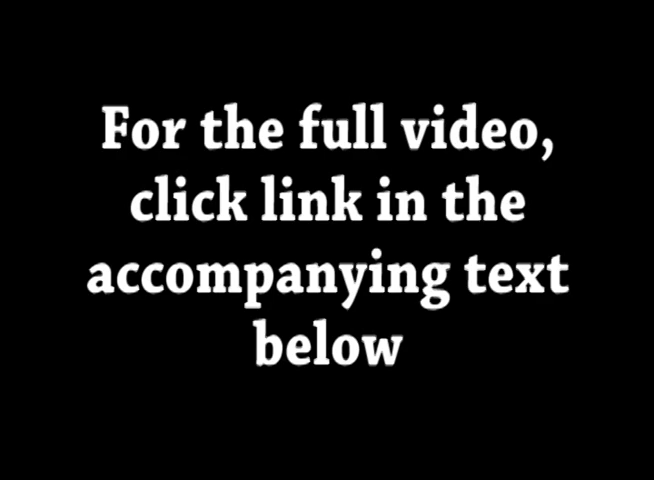 For the full video,
click link in the
accompanying text
below